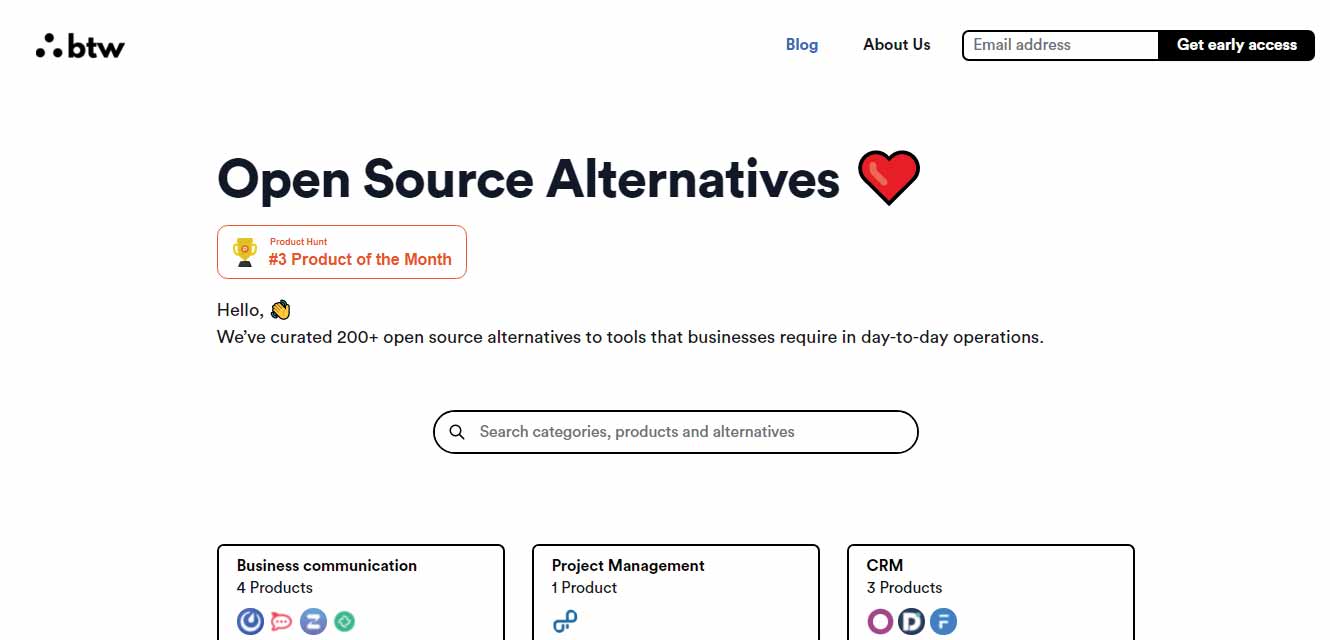 btw
Blog
About Us
Email address
Get early access
Open Source Alternatives
Product Hunt
#3 Product of the Month
Hello,
We’ve curated 200+ open source alternatives to tools that businesses require in day-to-day operations.
Search categories, products and alternatives
Business communication
4 Products
Project Management
1 Product
CRM
3 Products